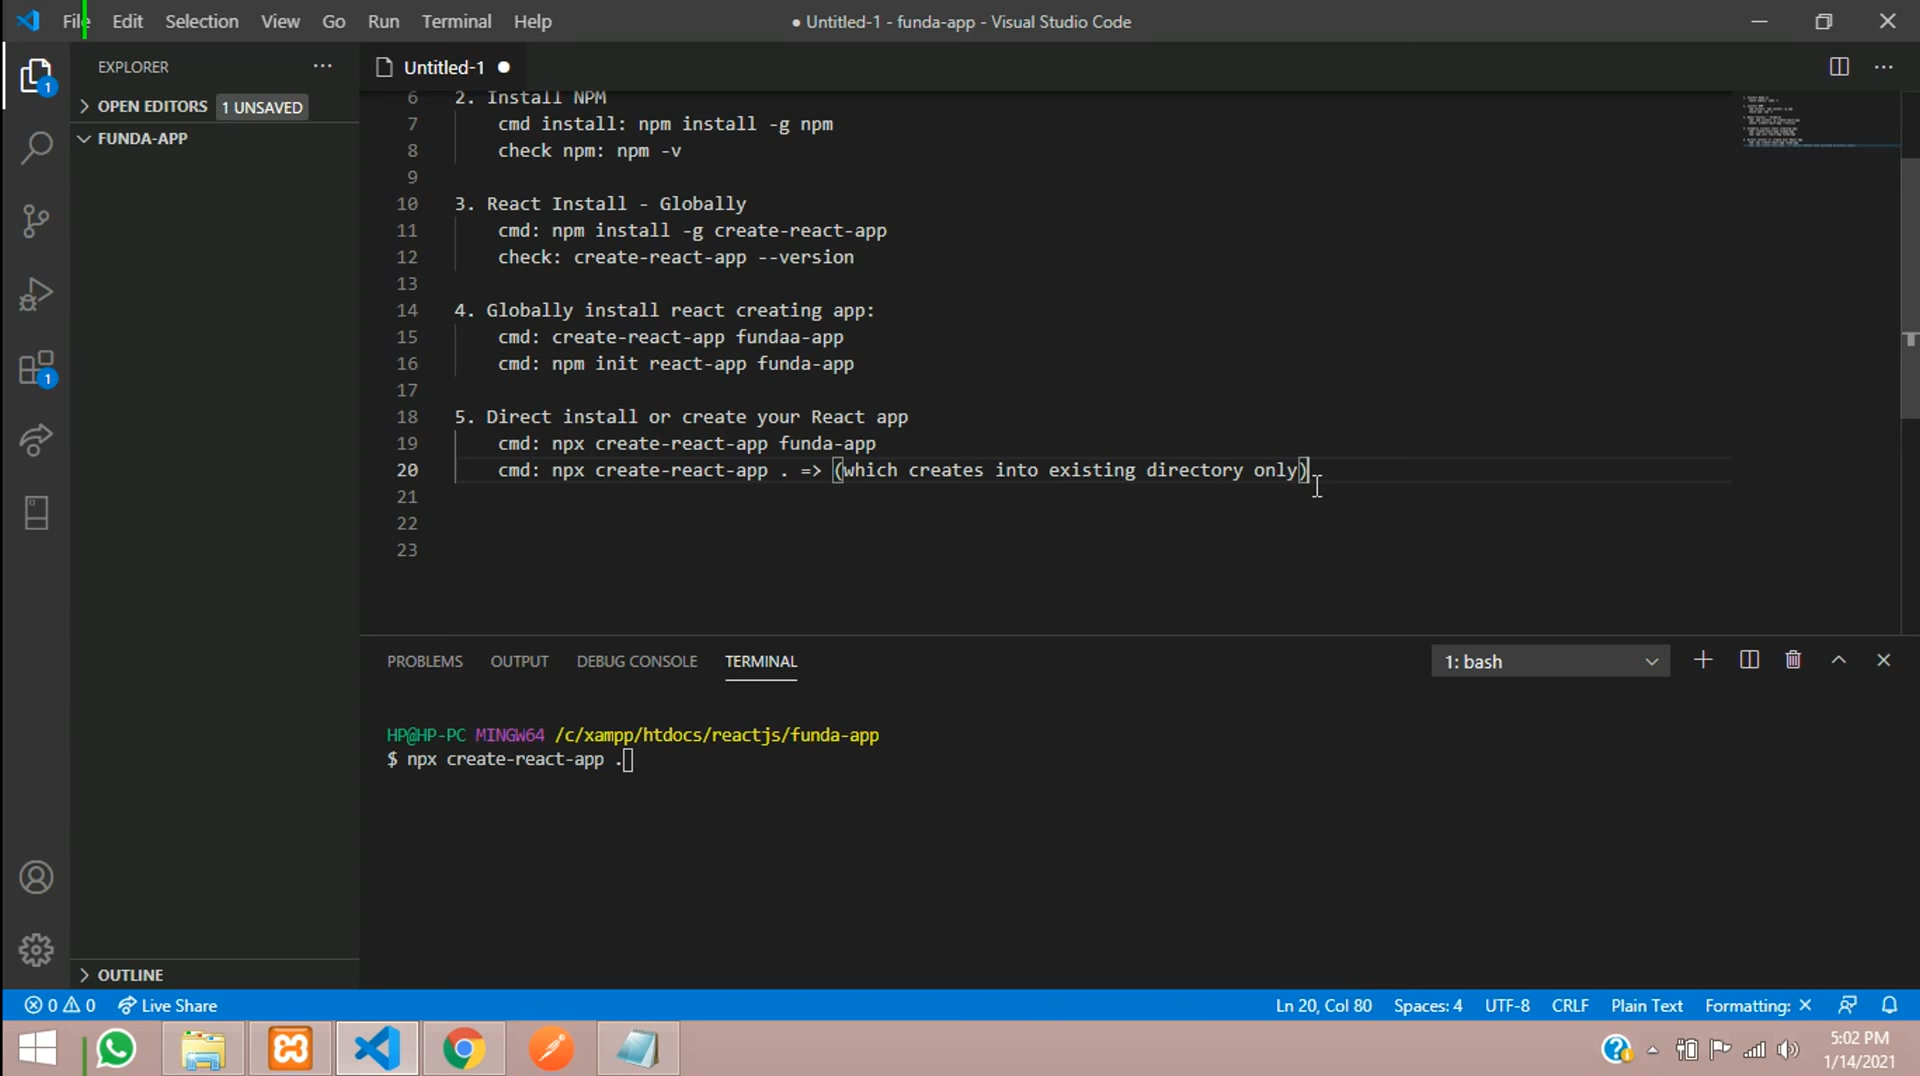 File Edit Selection View Go Run Terminal Help
● Untitled-1 - funda-app - Visual Studio Code
EXPLORER
OPEN EDITORS 1 UNSAVED
FUNDA-APP
OUTLINE
1
1
Untitled-1
6 2. Install NPM
7 cmd install: npm install -g npm
8 check npm: npm -v
9
10 3. React Install - Globally
11 cmd: npm install -g create-react-app
12 check: create-react-app --version
13
14 4. Globally install react creating app:
15 cmd: create-react-app fundaa-app
16 cmd: npm init react-app funda-app
17
18 5. Direct install or create your React app
19 cmd: npx create-react-app funda-app
20 cmd: npx create-react-app . => (which creates into existing directory only)
21
22
23
PROBLEMS OUTPUT DEBUG CONSOLE TERMINAL
1: bash
HP@HP-PC MINGW64 /c/xampp/htdocs/reactjs/funda-app
$ npx create-react-app .
0 0 Live Share
Ln 20, Col 80 Spaces: 4 UTF-8 CRLF Plain Text Formatting: ×
5:02 PM
1/14/2021